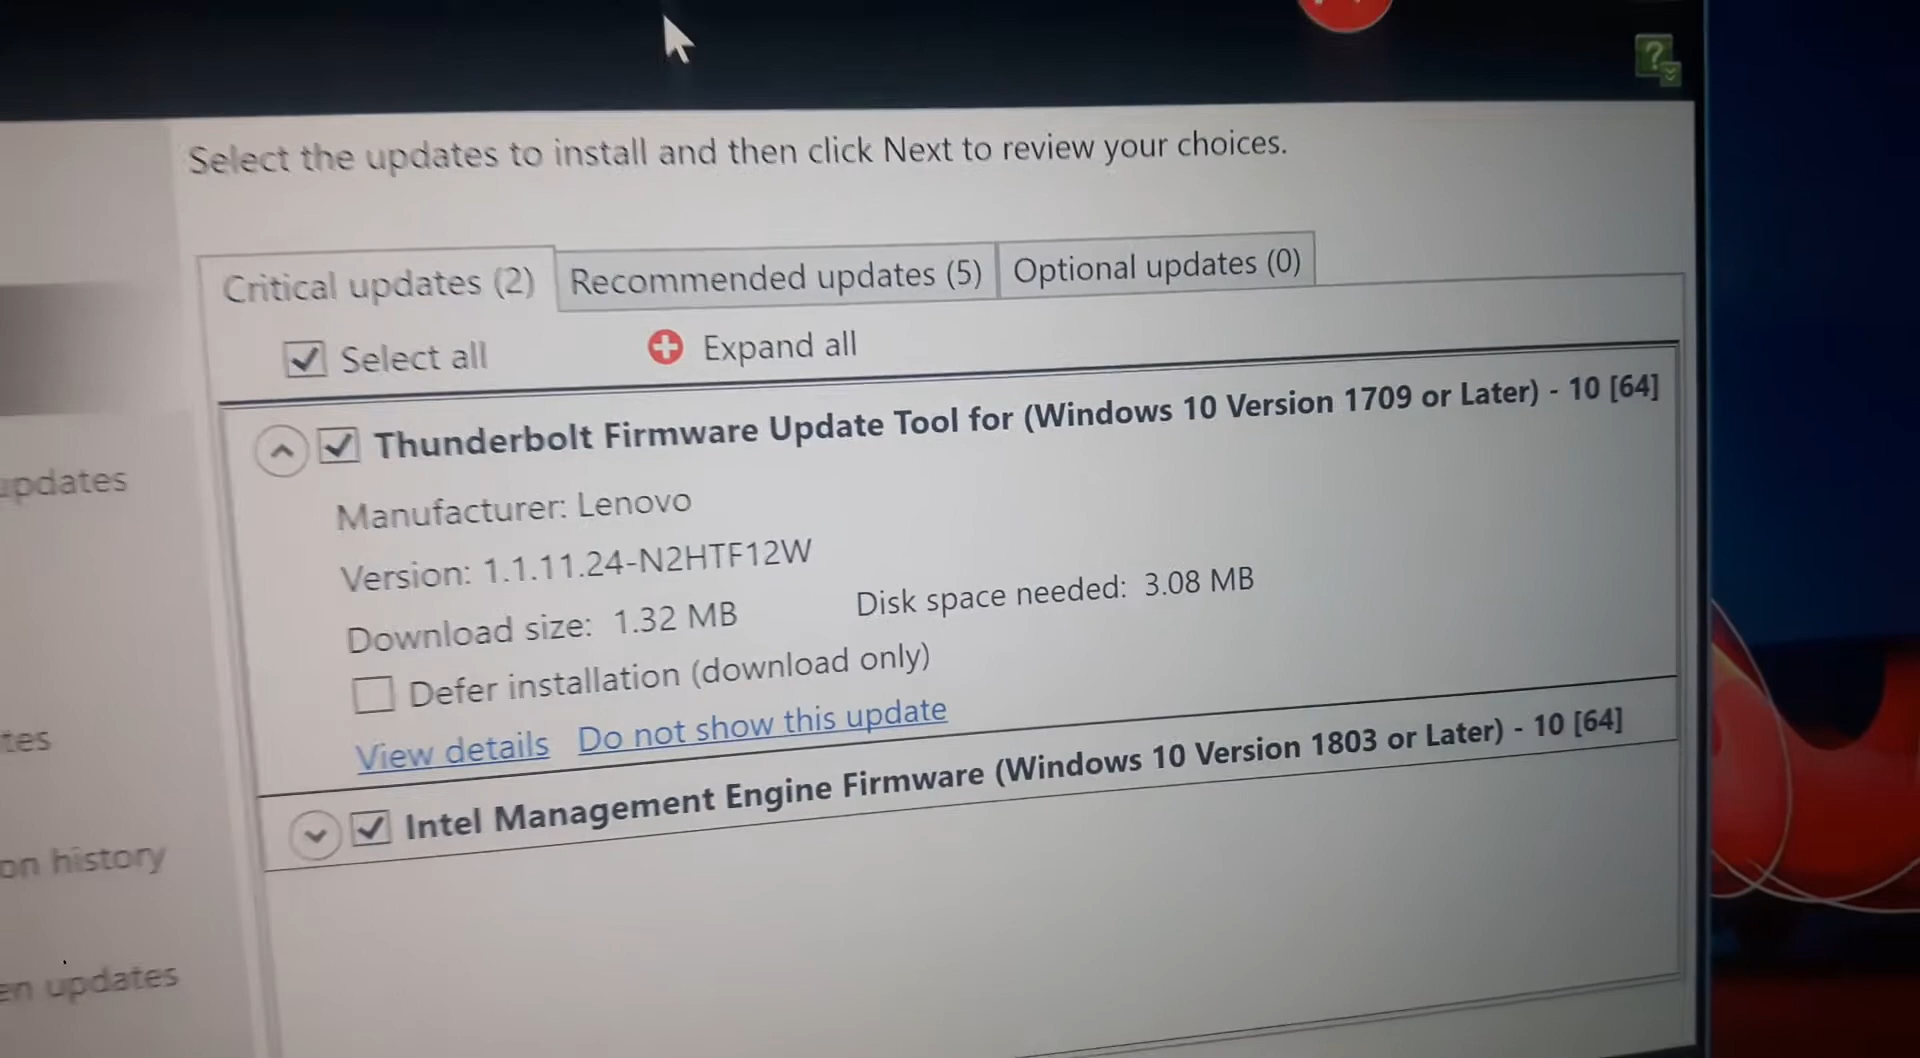 Select the updates to install and then click Next to review your choices.
Critical updates (2) Recommended updates (5) Optional updates (0)
Select all Expand all
Thunderbolt Firmware Update Tool for (Windows 10 Version 1709 or Later) - 10 [64]
updates
Manufacturer: Lenovo
Version: 1.1.11.24-N2HTF12W
Download size: 1.32 MB Disk space needed: 3.08 MB
Defer installation (download only)
View details Do not show this update
tes
Intel Management Engine Firmware (Windows 10 Version 1803 or Later) - 10 [64]
on history
en updates